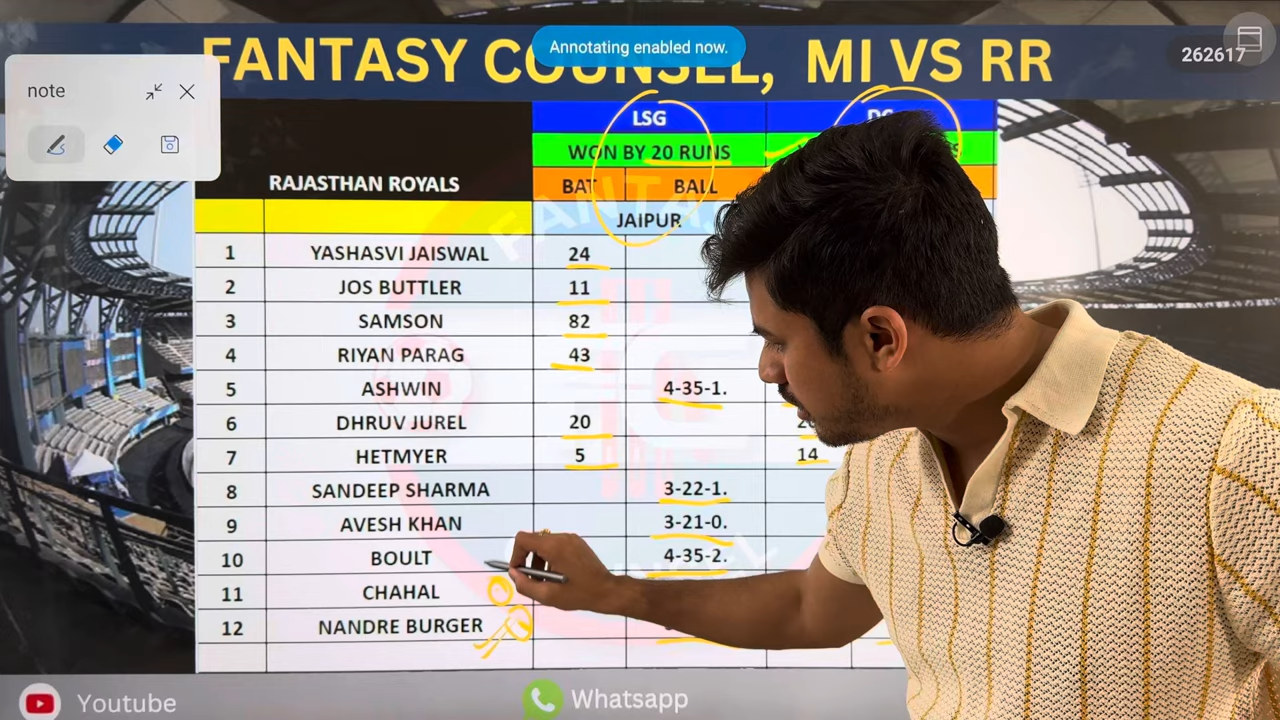 FANTASY COUNSEL, MI VS RR
Annotating enabled now.
262617
note
LSG
WON BY 20 RUNS
RAJASTHAN ROYALS
BAT
BALL
JAIPUR
1 YASHASVI JAISWAL 24
2 JOS BUTTLER 11
3 SAMSON 82
4 RIYAN PARAG 43
5 ASHWIN 4-35-1.
6 DHRUV JUREL 20
7 HETMYER 5 14
8 SANDEEP SHARMA 3-22-1.
9 AVESH KHAN 3-21-0.
10 BOULT 4-35-2.
11 CHAHAL
12 NANDRE BURGER
Youtube
Whatsapp